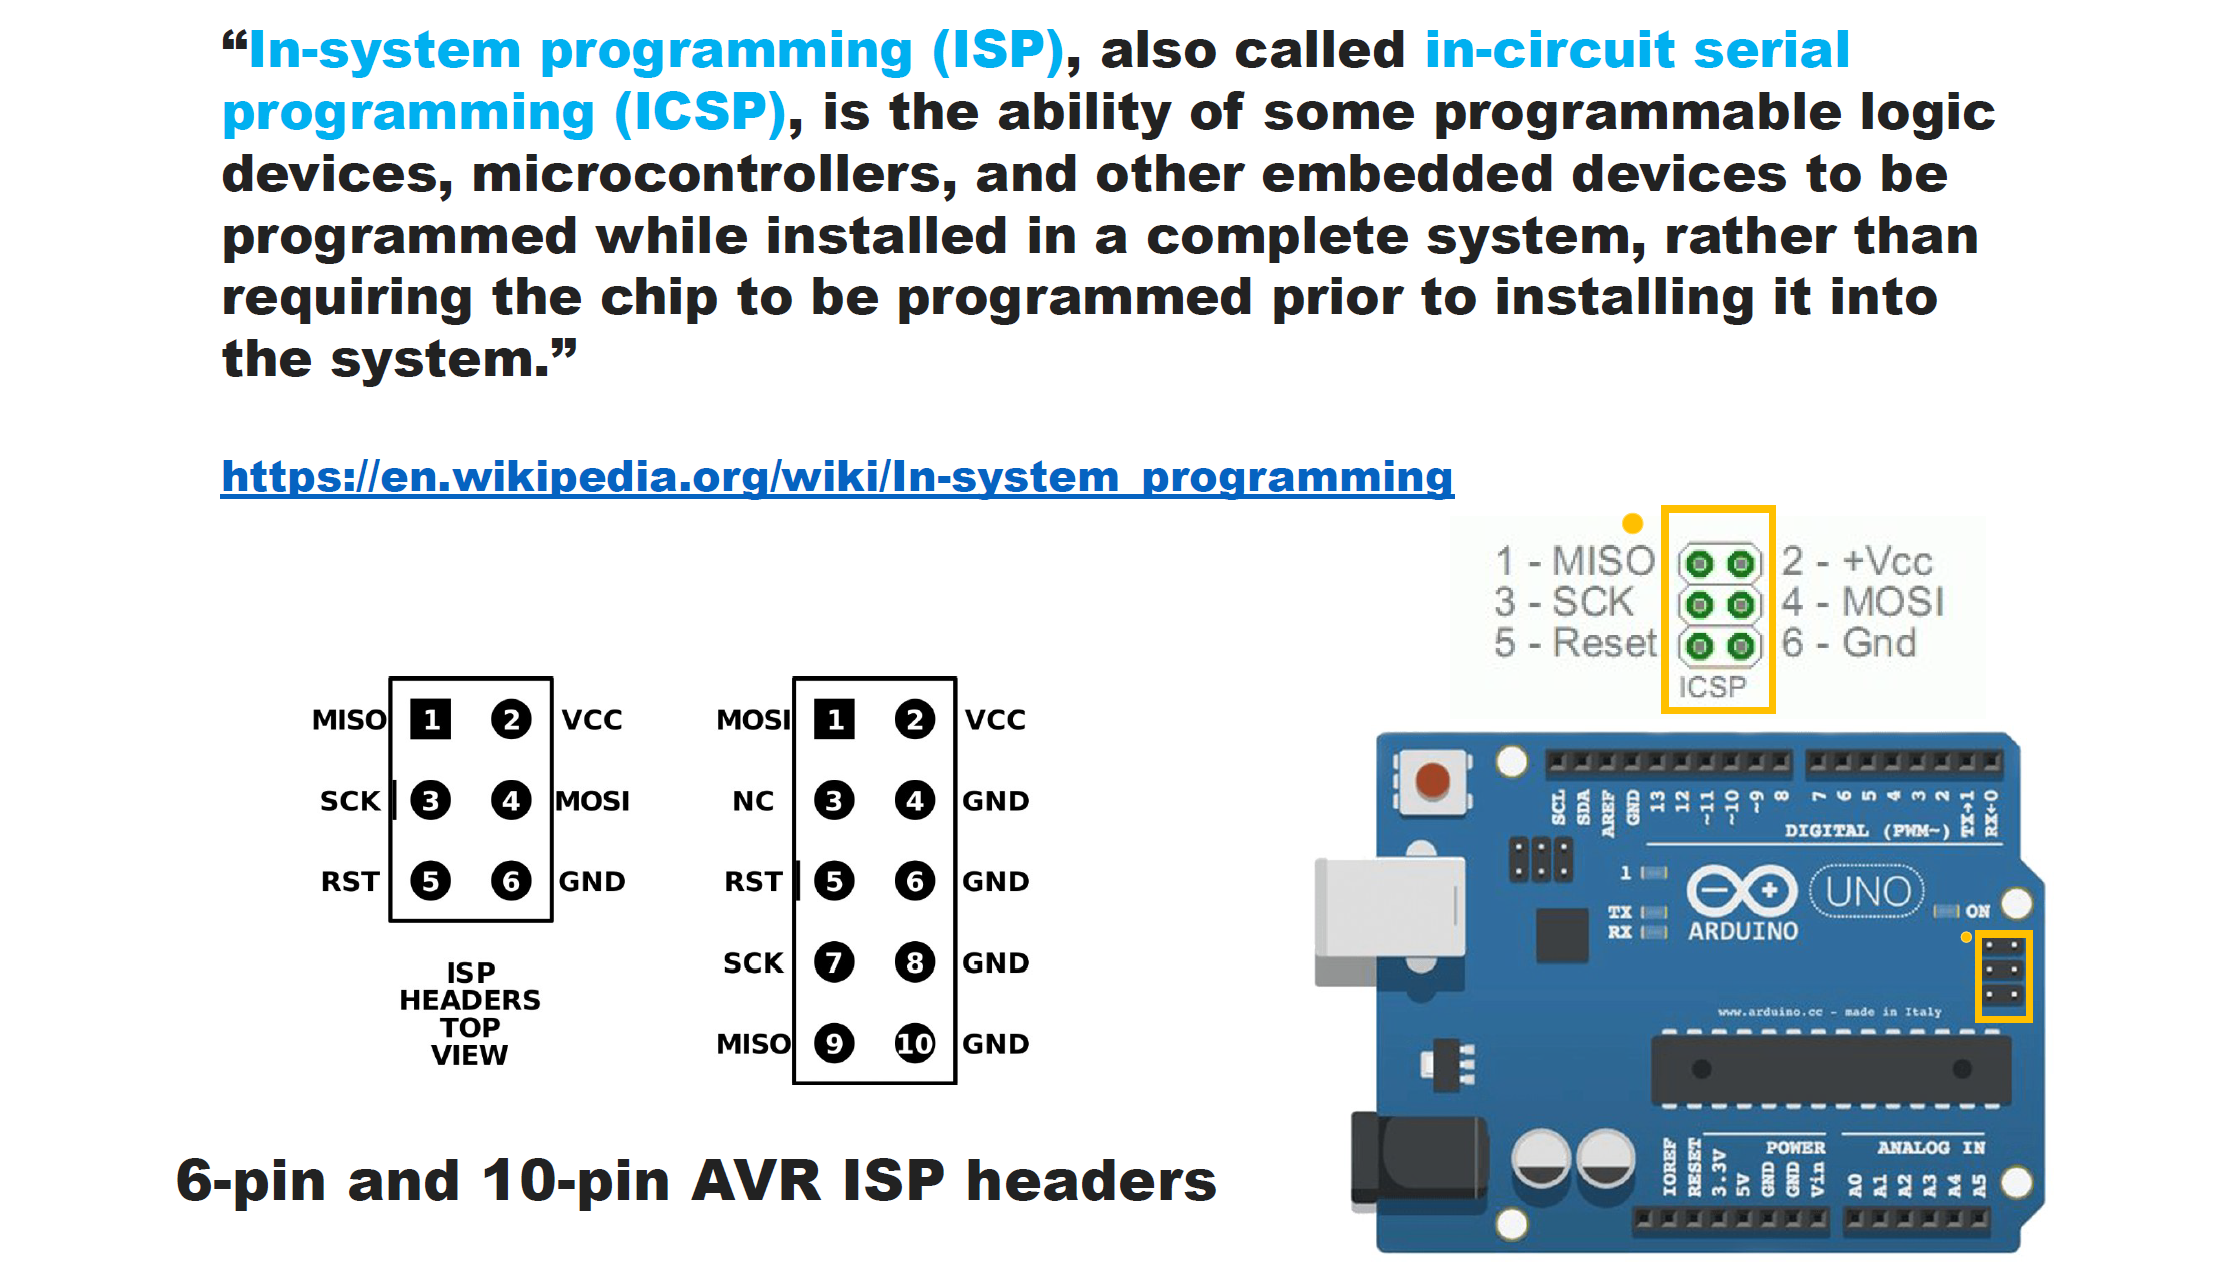 “In-system programming (ISP), also called in-circuit serial
programming (ICSP), is the ability of some programmable logic
devices, microcontrollers, and other embedded devices to be
programmed while installed in a complete system, rather than
requiring the chip to be programmed prior to installing it into
the system.”
https://en.wikipedia.org/wiki/In-system_programming
1 - MISO 2 - +Vcc
3 - SCK 4 - MOSI
5 - Reset 6 - Gnd
ICSP
MISO 1 2 VCC
SCK 3 4 MOSI
RST 5 6 GND
ISP
HEADERS
TOP
VIEW
MOSI 1 2 VCC
NC 3 4 GND
RST 5 6 GND
SCK 7 8 GND
MISO 9 10 GND
6-pin and 10-pin AVR ISP headers
SCL SDA AREF GND 13 12 ~11 ~10 ~9 8 7 6 5 4 3 2 TX→1 RX←0
DIGITAL (PWM~)
1
TX
RX
ARDUINO
UNO
ON
www.arduino.cc - made in Italy
POWER ANALOG IN
IOREF RESET 3.3V 5V GND GND Vin A0 A1 A2 A3 A4 A5